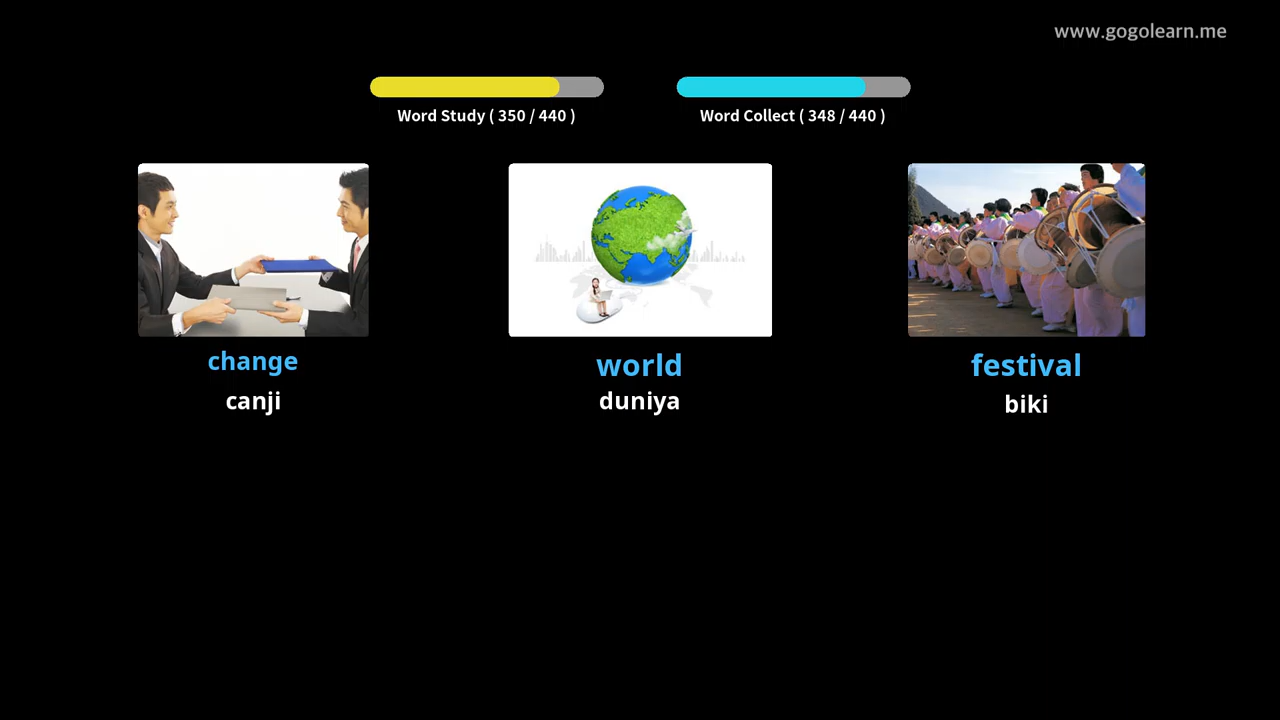 www.gogolearn.me
Word Study ( 350 / 440 )
Word Collect ( 348 / 440 )
change
canji
world
duniya
festival
biki